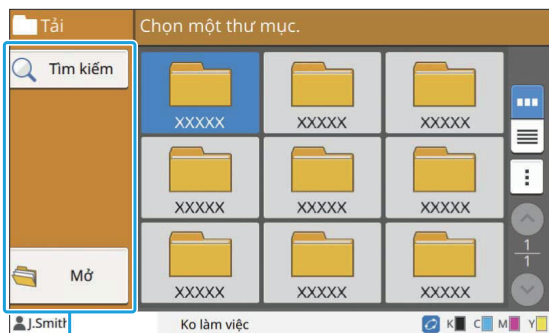 Tải
Chọn một thư mục.
Tìm kiếm
XXXXX XXXXX XXXXX
XXXXX XXXXX XXXXX
XXXXX XXXXX XXXXX
1
1
Mở
J.Smith
Ko làm việc
K C M Y